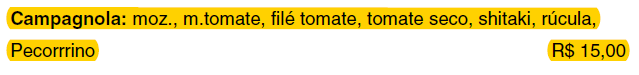 Campagnola: moz., m.tomate, filé tomate, tomate seco, shitaki, rúcula,
Pecorrrino R$ 15,00